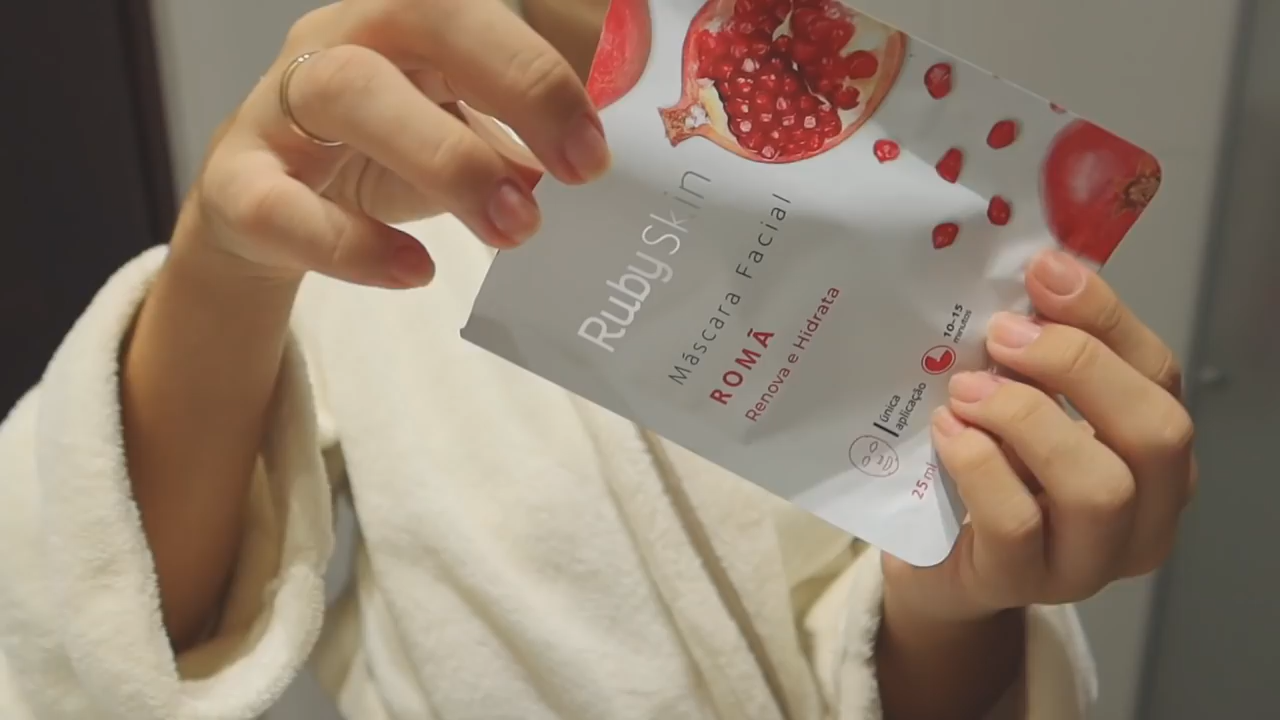 RubySkin
Máscara Facial
ROMÃ
Renova e Hidrata
única
aplicação
10-15
minutos
25 ml